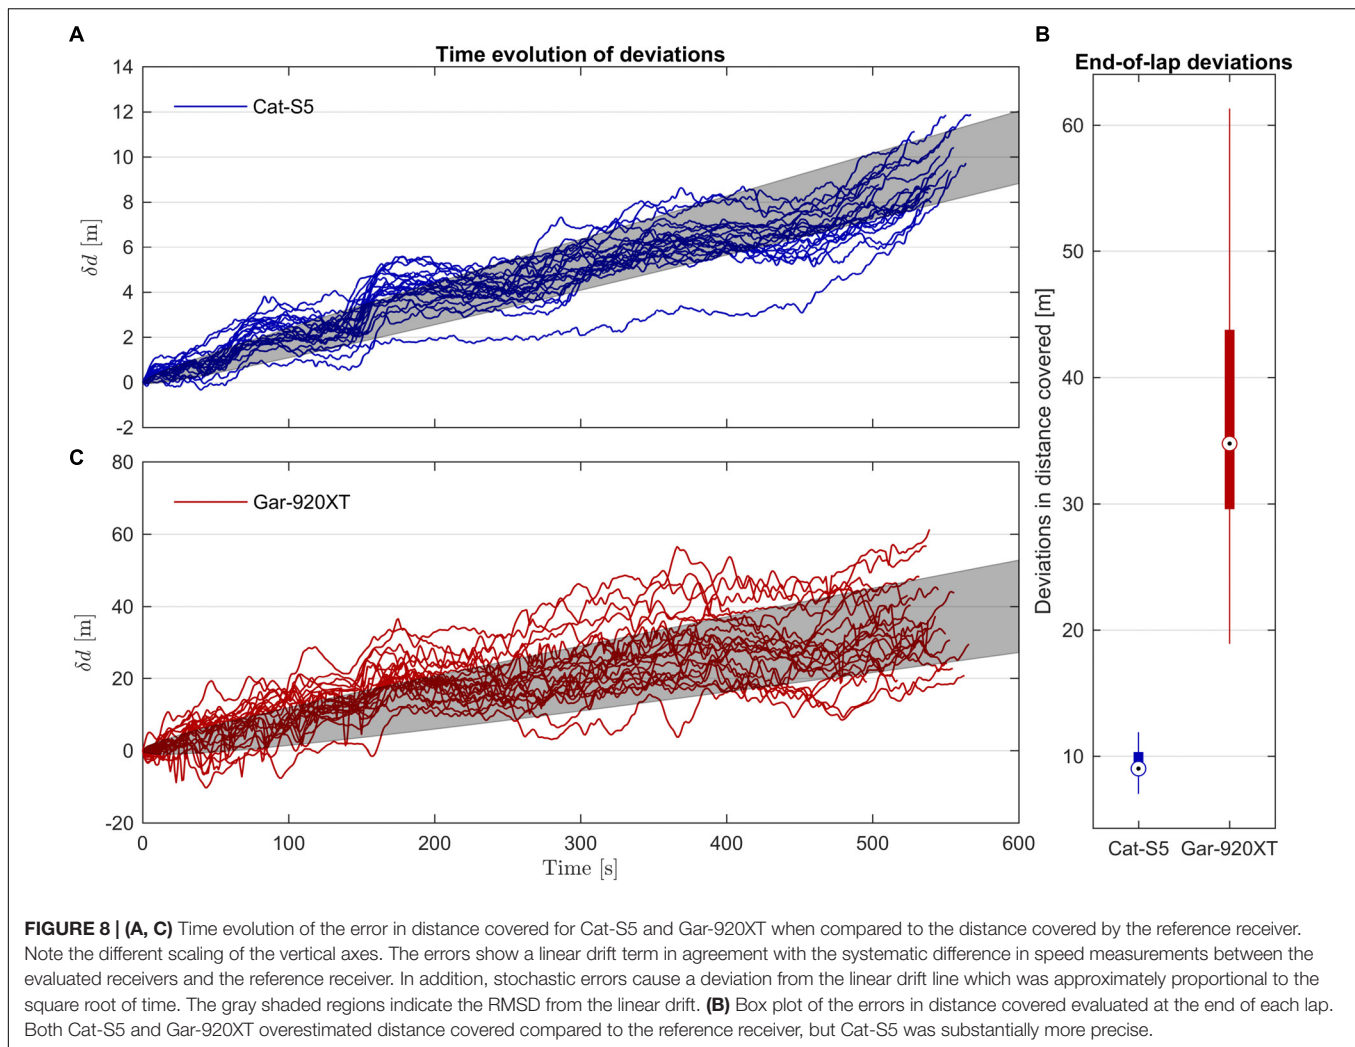 A
Time evolution of deviations
14
12
10
8
6
4
2
0
-2
δd [m]
Cat-S5
B
End-of-lap deviations
60
50
40
30
20
10
Deviations in distance covered [m]
Cat-S5 Gar-920XT
C
80
60
40
20
0
-20
δd [m]
Gar-920XT
0 100 200 300 400 500 600
Time [s]
FIGURE 8 | (A, C) Time evolution of the error in distance covered for Cat-S5 and Gar-920XT when compared to the distance covered by the reference receiver.
Note the different scaling of the vertical axes. The errors show a linear drift term in agreement with the systematic difference in speed measurements between the
evaluated receivers and the reference receiver. In addition, stochastic errors cause a deviation from the linear drift line which was approximately proportional to the
square root of time. The gray shaded regions indicate the RMSD from the linear drift. (B) Box plot of the errors in distance covered evaluated at the end of each lap.
Both Cat-S5 and Gar-920XT overestimated distance covered compared to the reference receiver, but Cat-S5 was substantially more precise.